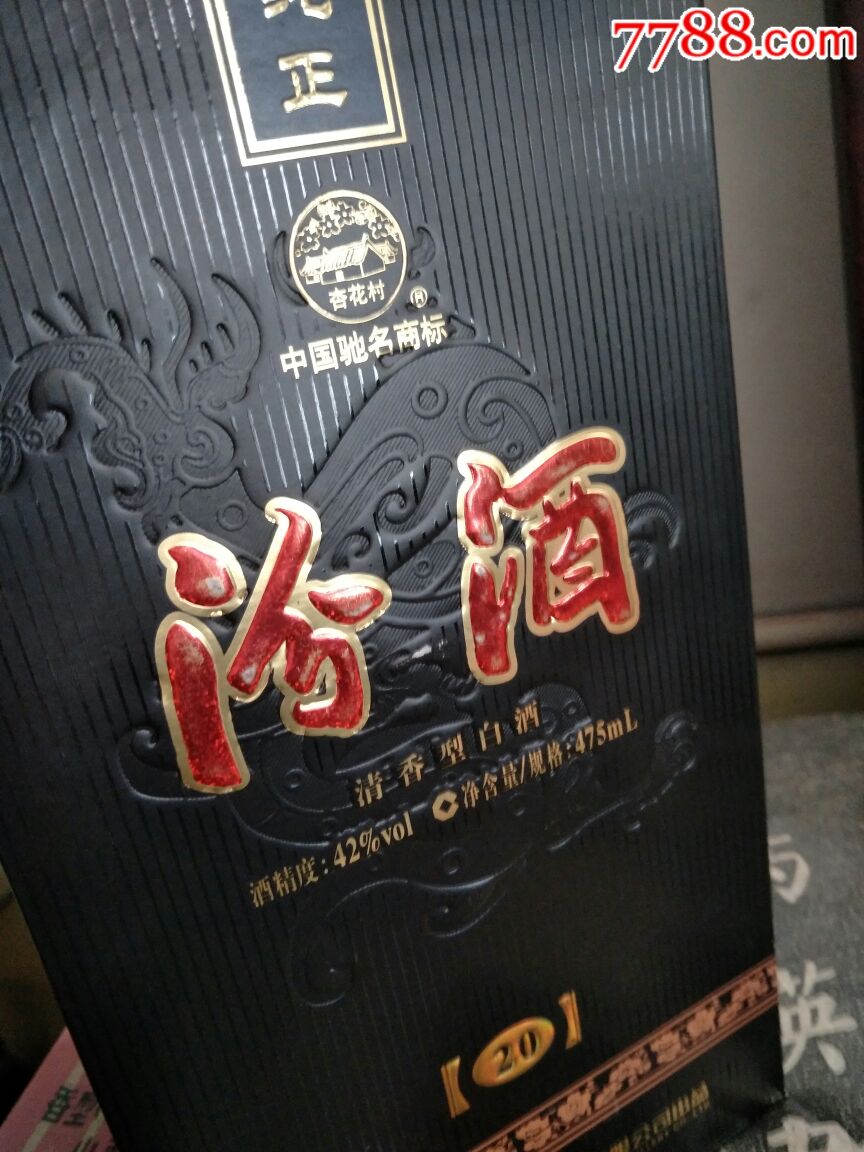 7788.com
正
杏花村®
中国驰名商标
汾酒
清香型白酒
酒精度:42%vol 净含量/规格:475mL
【20】
英